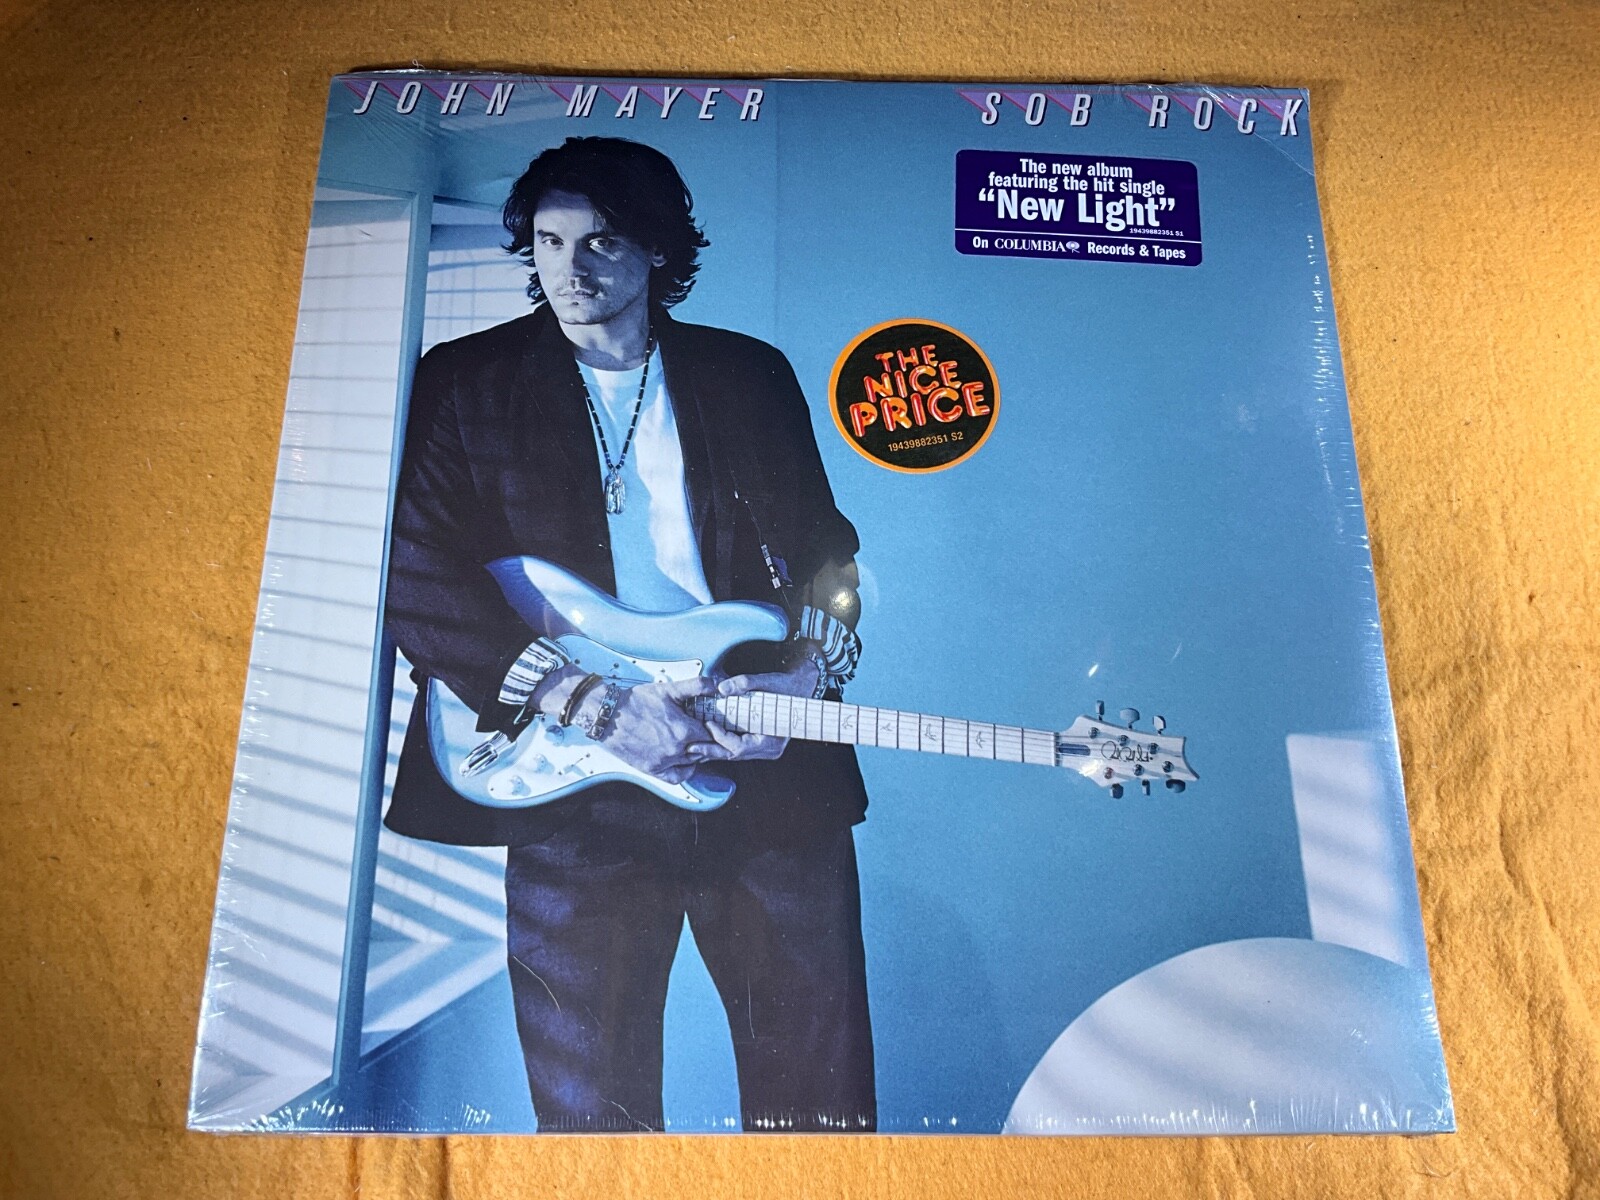 JOHN MAYER
SOB ROCK
The new album
featuring the hit single
“New Light”
19439882351 S1
On COLUMBIA Records & Tapes
THE
NICE
PRICE
19439882351 S2